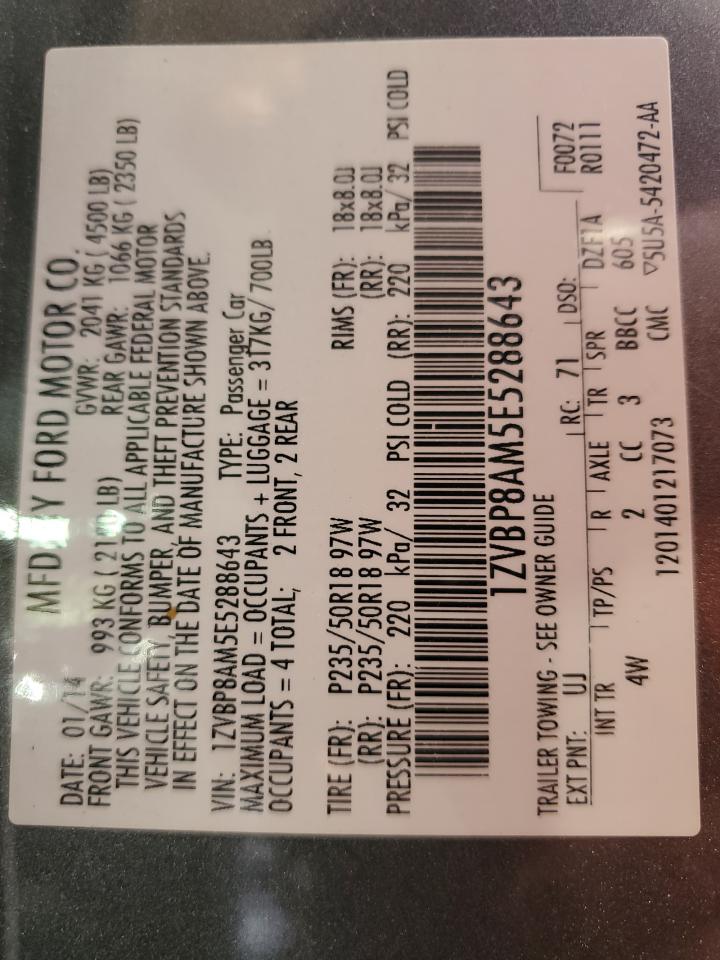 MFD FORD MOTOR CO.
DATE: 01/14 GVWR: 2041 KG ( 4500 LB)
FRONT GAWR: 993 KG ( LB) REAR GAWR: 1066 KG ( 2350 LB)
THIS VEHICLE CONFORMS TO ALL APPLICABLE FEDERAL MOTOR
VEHICLE SAFETY, BUMPER, AND THEFT PREVENTION STANDARDS
IN EFFECT ON THE DATE OF MANUFACTURE SHOWN ABOVE.
VIN: 1ZVBP8AM5E5288643 TYPE: Passenger Car
MAXIMUM LOAD = OCCUPANTS + LUGGAGE = 317KG/ 700LB
OCCUPANTS = 4 TOTAL; 2 FRONT, 2 REAR
TIRE (FR): P235/50R18 97W RIMS (FR): 18x8.0J
(RR): P235/50R18 97W (RR): 18x8.0J
PRESSURE (FR): 220 kPa/ 32 PSI COLD (RR): 220 kPa/ 32 PSI COLD
1ZVBP8AM5E5288643
TRAILER TOWING - SEE OWNER GUIDE F0072
EXT PNT: UJ RC: 71 DSO: R0111
INT TR TP/PS R AXLE TR SPR DZF1A
4W 2 CC 3 BBCC 605
1201401217073 CMC ▽5U5A-5420472-AA